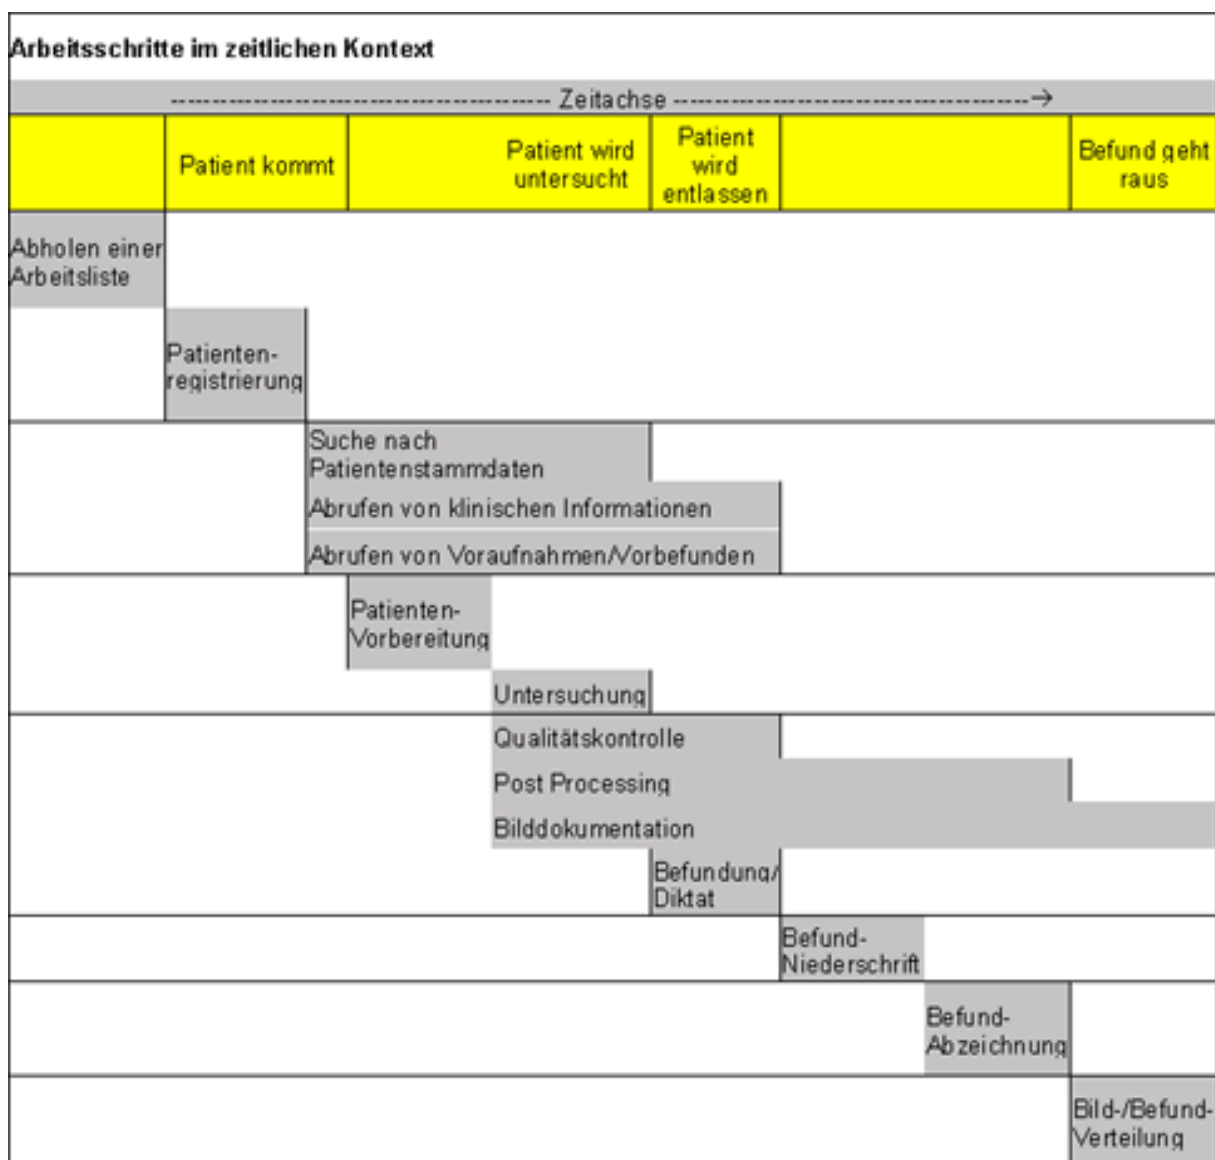 Arbeitsschritte im zeitlichen Kontext
---------------------------------------------- Zeitachse -------------------------------------------→
Patient kommt
Patient wird
untersucht
Patient
wird
entlassen
Befund geht
raus
Abholen einer
Arbeitsliste
Patienten-
registrierung
Suche nach
Patientenstammdaten
Abrufen von klinischen Informationen
Abrufen von Voraufnahmen/Vorbefunden
Patienten-
Vorbereitung
Untersuchung
Qualitätskontrolle
Post Processing
Bilddokumentation
Befundung/
Diktat
Befund-
Niederschrift
Befund-
Abzeichnung
Bild-/Befund-
Verteilung